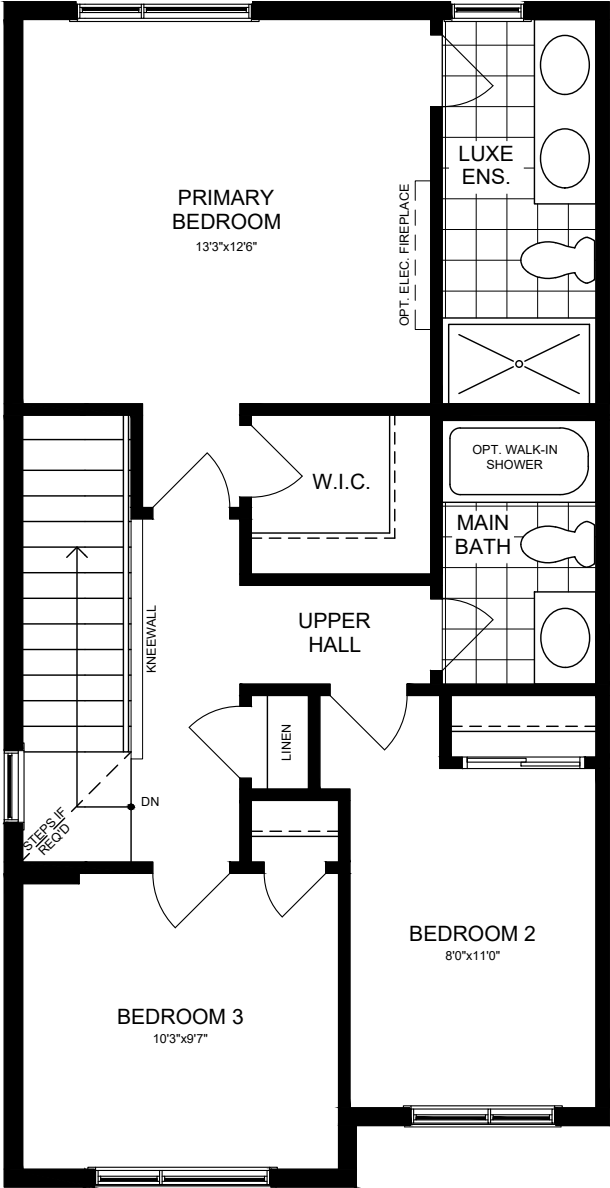 PRIMARY
BEDROOM
13'3"x12'6"
OPT. ELEC. FIREPLACE
LUXE
ENS.
W.I.C.
OPT. WALK-IN
SHOWER
MAIN
BATH
KNEEWALL
UPPER
HALL
LINEN
DN
STEPS IF
REQ'D
BEDROOM 2
8'0"x11'0"
BEDROOM 3
10'3"x9'7"